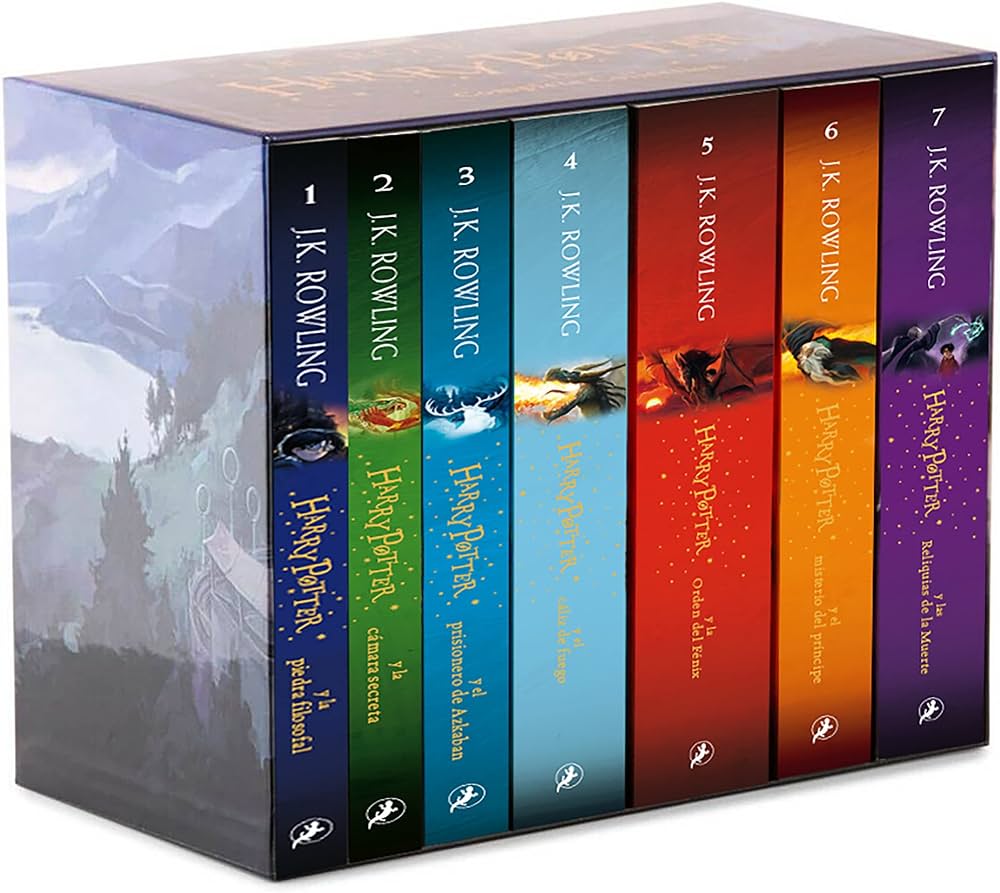 HARRY POTTER
1
J.K. ROWLING
HARRY POTTER
y la
piedra filosofal
2
J.K. ROWLING
HARRY POTTER
y la
cámara secreta
3
J.K. ROWLING
HARRY POTTER
y el
prisionero de Azkaban
4
J.K. ROWLING
HARRY POTTER
y el
cáliz de fuego
5
J.K. ROWLING
HARRY POTTER
y la
Orden del Fénix
6
J.K. ROWLING
HARRY POTTER
y el
misterio del príncipe
7
J.K. ROWLING
HARRY POTTER
y las
Reliquias de la Muerte